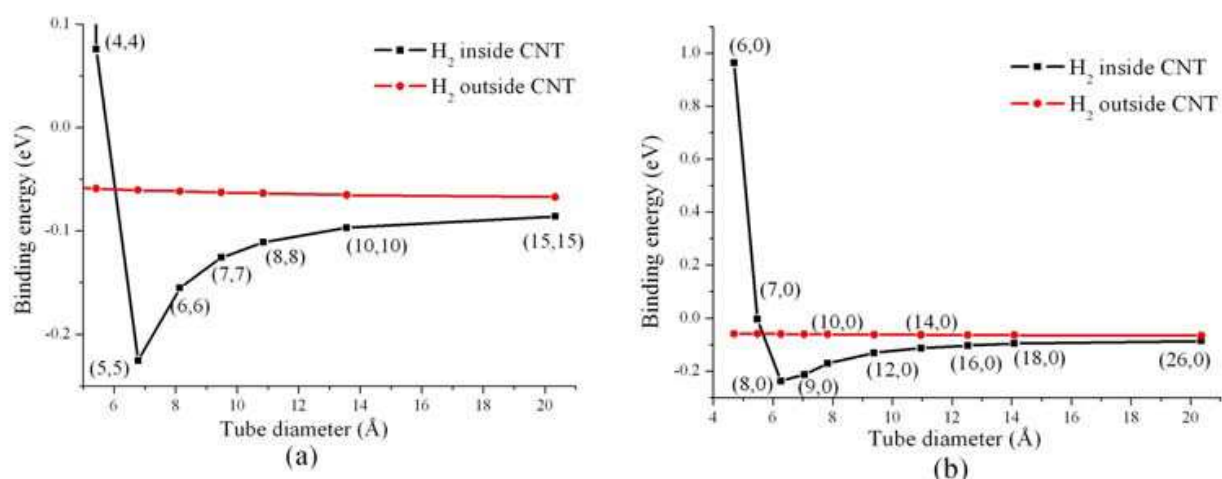 0.1
0.0
-0.1
-0.2
Binding energy (eV)
(4,4)
H₂ inside CNT
H₂ outside CNT
(5,5)
(6,6)
(7,7)
(8,8)
(10,10)
(15,15)
6 8 10 12 14 16 18 20
Tube diameter (Å)
(a)
1.0
0.8
0.6
0.4
0.2
0.0
-0.2
Binding energy (eV)
(6,0)
H₂ inside CNT
H₂ outside CNT
(7,0)
(10,0)
(14,0)
(8,0)
(9,0)
(12,0)
(16,0)
(18,0)
(26,0)
4 6 8 10 12 14 16 18 20
Tube diameter (Å)
(b)